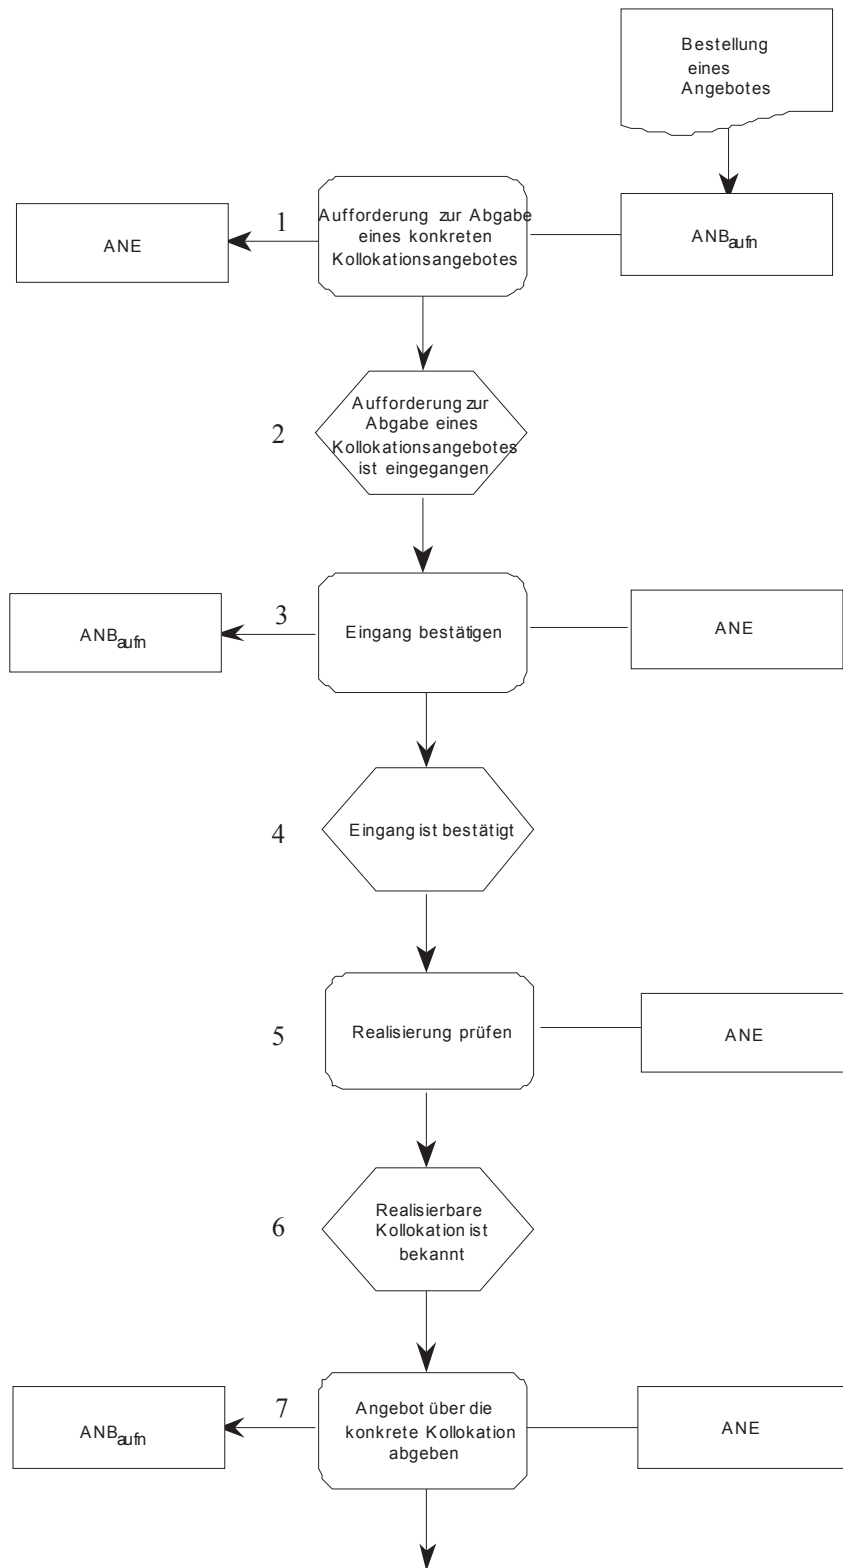 Bestellung
eines
Angebotes
ANE
1
Aufforderung zur Abgabe
eines konkreten
Kollokationsangebotes
ANBaufn
2
Aufforderung zur
Abgabe eines
Kollokationsangebotes
ist eingegangen
ANBaufn
3
Eingang bestätigen
ANE
4
Eingang ist bestätigt
5
Realisierung prüfen
ANE
6
Realisierbare
Kollokation ist
bekannt
ANBaufn
7
Angebot über die
konkrete Kollokation
abgeben
ANE